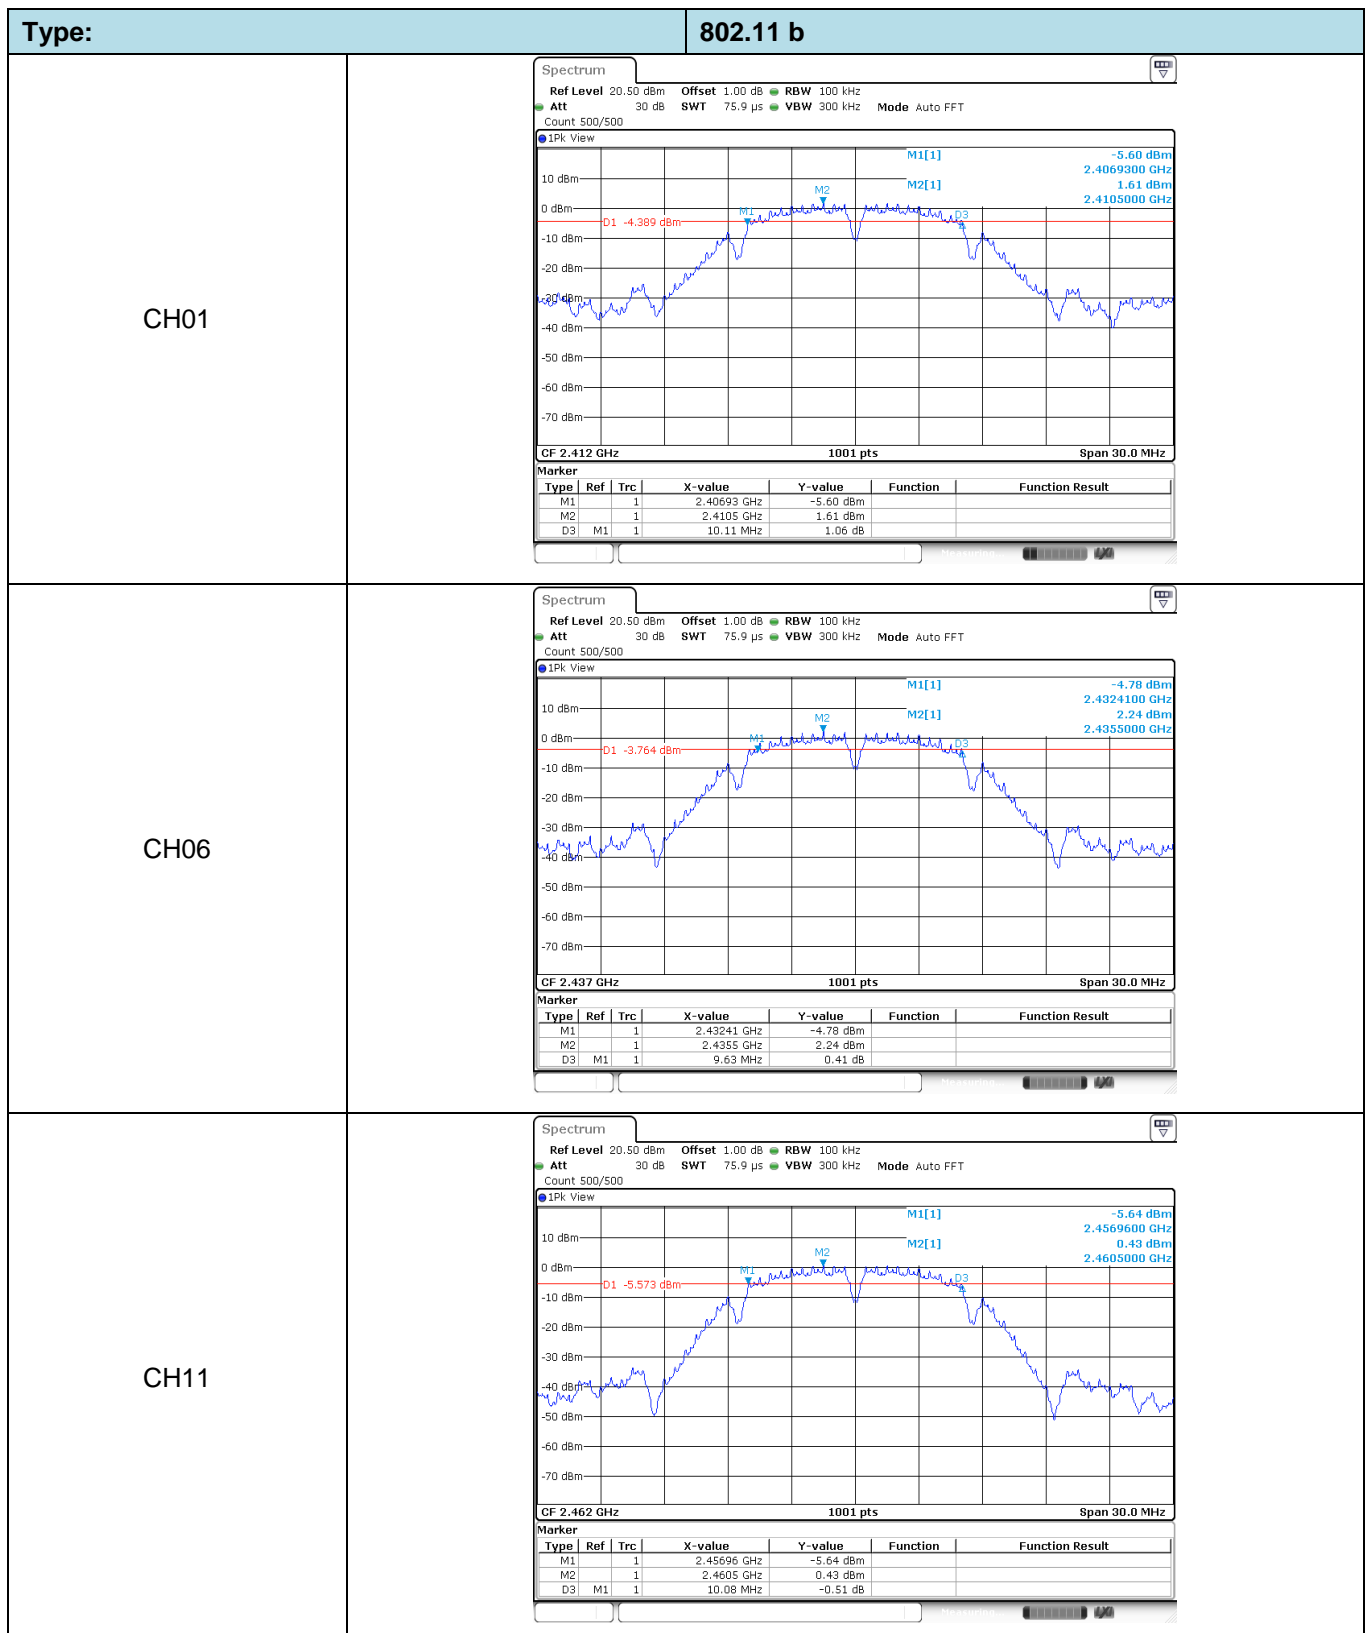 Type: 802.11 b
CH01
Spectrum
Ref Level 20.50 dBm Offset 1.00 dB RBW 100 kHz
Att 30 dB SWT 75.9 µs VBW 300 kHz Mode Auto FFT
Count 500/500
1Pk View
M1[1] -5.60 dBm
2.4069300 GHz
M2[1] 1.61 dBm
2.4105000 GHz
10 dBm
M2
0 dBm
M1
D3
D1 -4.389 dBm
-10 dBm
-20 dBm
-30 dBm
-40 dBm
-50 dBm
-60 dBm
-70 dBm
CF 2.412 GHz 1001 pts Span 30.0 MHz
Marker
Type Ref Trc X-value Y-value Function Function Result
M1 1 2.40693 GHz -5.60 dBm
M2 1 2.4105 GHz 1.61 dBm
D3 M1 1 10.11 MHz 1.06 dB
Measuring...
CH06
Spectrum
Ref Level 20.50 dBm Offset 1.00 dB RBW 100 kHz
Att 30 dB SWT 75.9 µs VBW 300 kHz Mode Auto FFT
Count 500/500
1Pk View
M1[1] -4.78 dBm
2.4324100 GHz
M2[1] 2.24 dBm
2.4355000 GHz
10 dBm
M2
0 dBm
M1
D3
D1 -3.764 dBm
-10 dBm
-20 dBm
-30 dBm
-40 dBm
-50 dBm
-60 dBm
-70 dBm
CF 2.437 GHz 1001 pts Span 30.0 MHz
Marker
Type Ref Trc X-value Y-value Function Function Result
M1 1 2.43241 GHz -4.78 dBm
M2 1 2.4355 GHz 2.24 dBm
D3 M1 1 9.63 MHz 0.41 dB
Measuring...
CH11
Spectrum
Ref Level 20.50 dBm Offset 1.00 dB RBW 100 kHz
Att 30 dB SWT 75.9 µs VBW 300 kHz Mode Auto FFT
Count 500/500
1Pk View
M1[1] -5.64 dBm
2.4569600 GHz
M2[1] 0.43 dBm
2.4605000 GHz
10 dBm
M2
0 dBm
M1
D3
D1 -5.573 dBm
-10 dBm
-20 dBm
-30 dBm
-40 dBm
-50 dBm
-60 dBm
-70 dBm
CF 2.462 GHz 1001 pts Span 30.0 MHz
Marker
Type Ref Trc X-value Y-value Function Function Result
M1 1 2.45696 GHz -5.64 dBm
M2 1 2.4605 GHz 0.43 dBm
D3 M1 1 10.08 MHz -0.51 dB
Measuring...